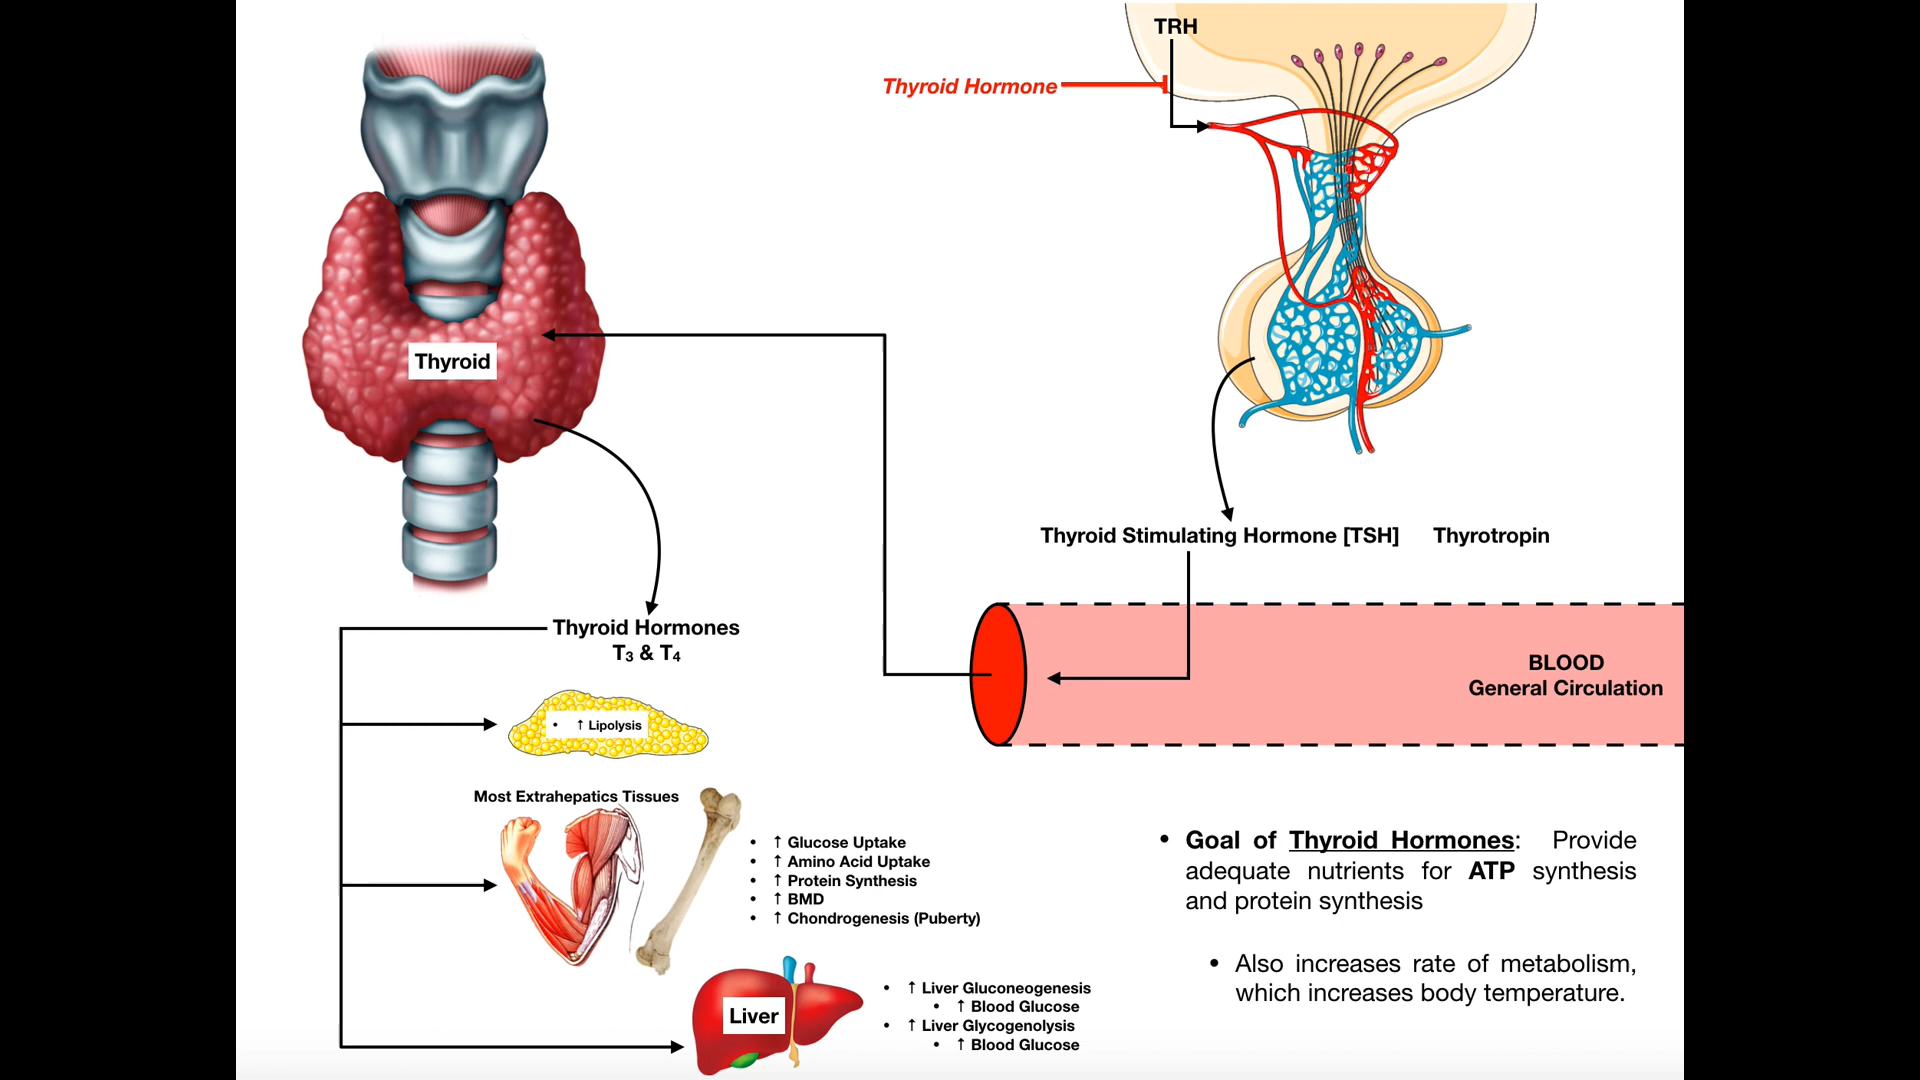 TRH
Thyroid Hormone
Thyroid
Thyroid Stimulating Hormone [TSH] Thyrotropin
Thyroid Hormones
T₃ & T₄
BLOOD
General Circulation
• ↑ Lipolysis
Most Extrahepatics Tissues
• ↑ Glucose Uptake
• ↑ Amino Acid Uptake
• ↑ Protein Synthesis
• ↑ BMD
• ↑ Chondrogenesis (Puberty)
Liver
• ↑ Liver Gluconeogenesis
• ↑ Blood Glucose
• ↑ Liver Glycogenolysis
• ↑ Blood Glucose
• Goal of Thyroid Hormones: Provide
adequate nutrients for ATP synthesis
and protein synthesis
• Also increases rate of metabolism,
which increases body temperature.